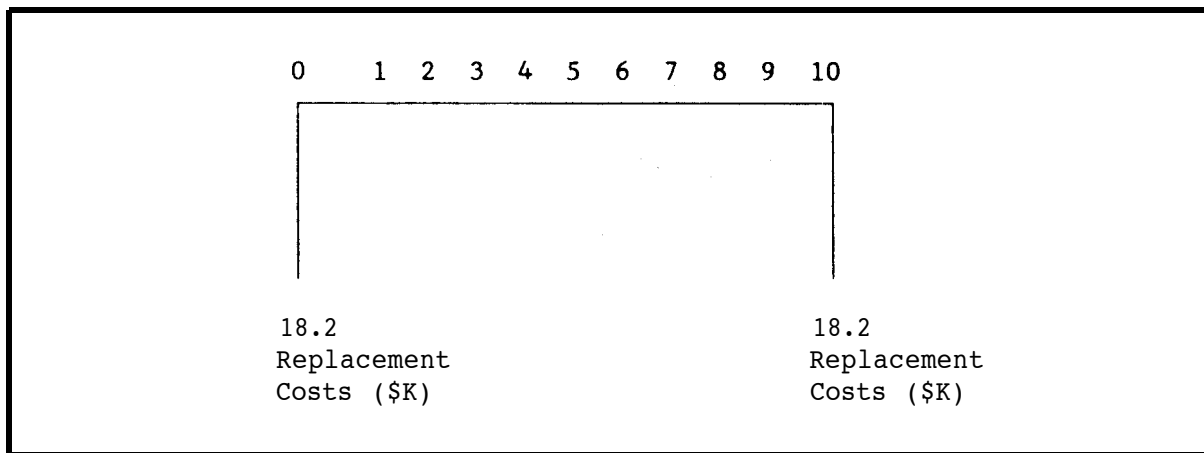 0 1 2 3 4 5 6 7 8 9 10
18.2 18.2
Replacement Replacement
Costs ($K) Costs ($K)